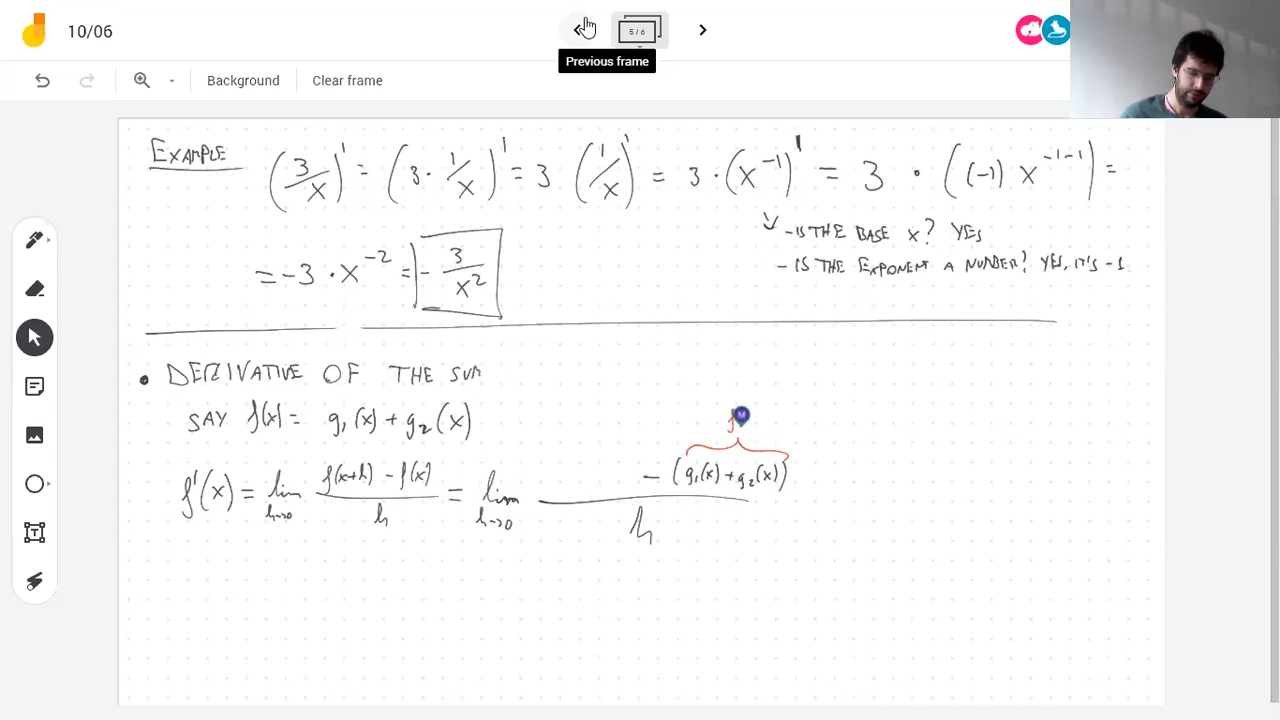 10/06
5 / 6
Previous frame
Background
Clear frame
EXAMPLE (3/x)' = (3 · 1/x)' = 3 (1/x)' = 3 · (x^-1)' = 3 · ((-1) x^-1-1) =
- IS THE BASE x? YES
- IS THE EXPONENT A NUMBER? YES, IT'S -1
= -3 · x^-2 = - 3/x^2
• DERIVATIVE OF THE SUM
SAY f(x) = g1(x) + g2(x)
M
f'(x) = lim h→0 f(x+h) - f(x) / h = lim h→0 - (g1(x) + g2(x)) / h